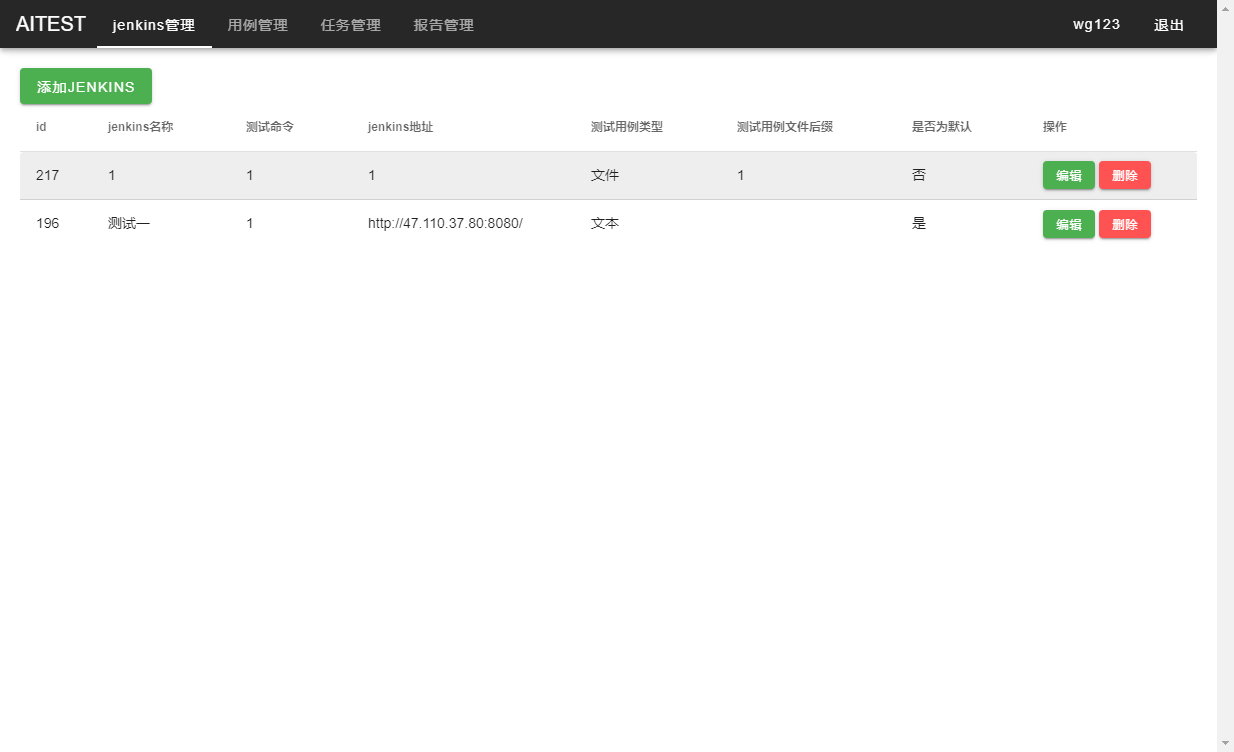 AITEST jenkins管理 用例管理 任务管理 报告管理 wg123 退出
添加JENKINS
id jenkins名称 测试命令 jenkins地址 测试用例类型 测试用例文件后缀 是否为默认 操作
217 1 1 1 文件 1 否 编辑 删除
196 测试一 1 http://47.110.37.80:8080/ 文本 是 编辑 删除